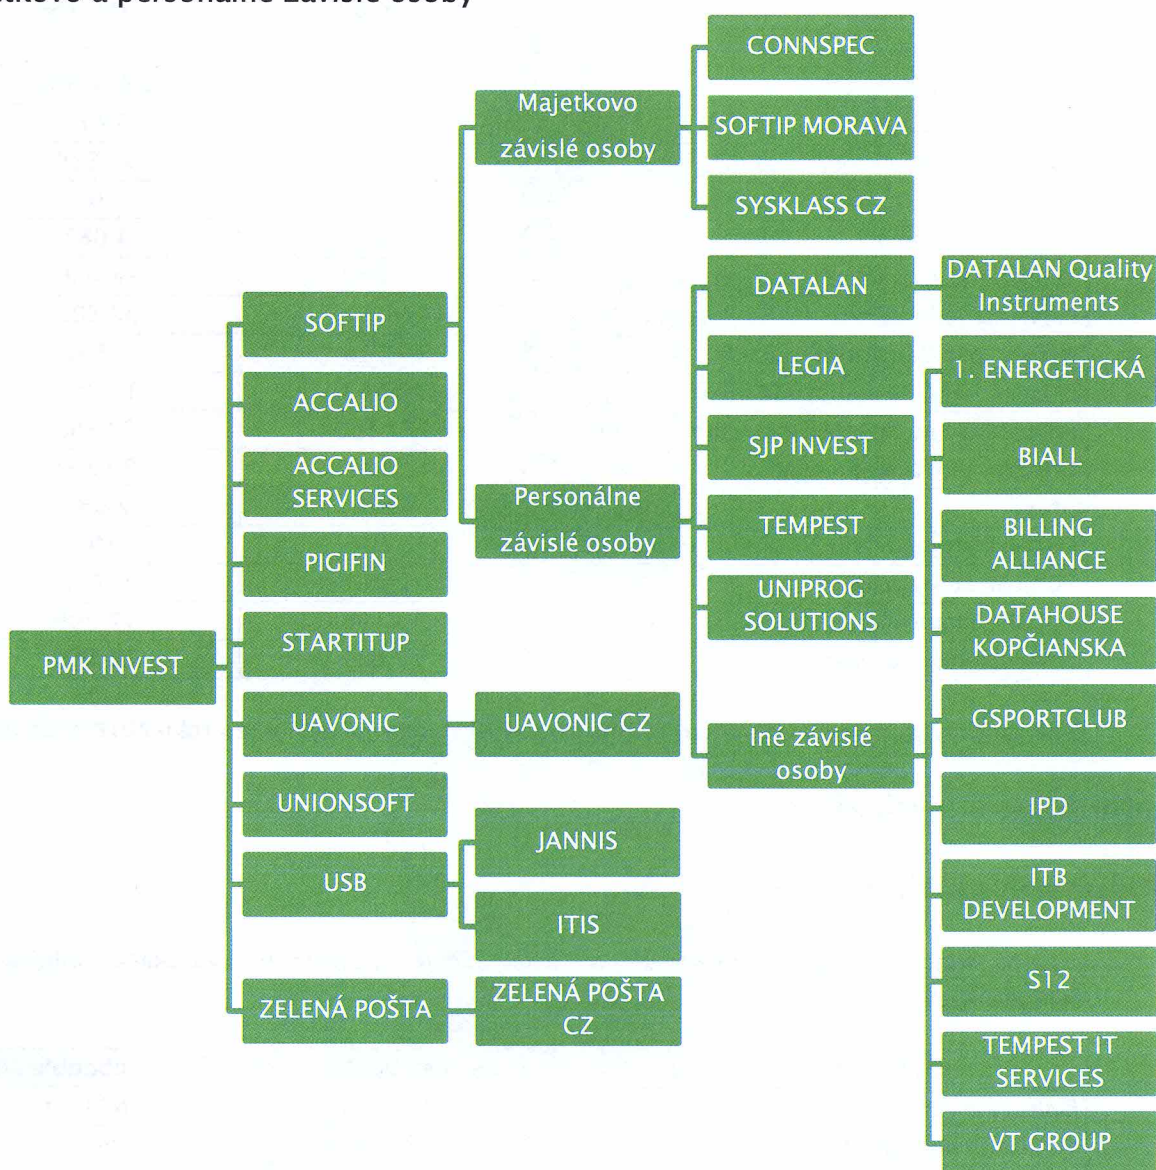 a personálne závislé osoby
CONNSPEC
Majetkovo
závislé osoby
SOFTIP MORAVA
SYSKLASS CZ
DATALAN
DATALAN Quality
Instruments
SOFTIP
LEGIA
1. ENERGETICKÁ
ACCALIO
SJP INVEST
BIALL
ACCALIO
SERVICES
Personálne
závislé osoby
TEMPEST
BILLING
ALLIANCE
PIGIFIN
UNIPROG
SOLUTIONS
DATAHOUSE
KOPČIANSKA
STARTITUP
PMK INVEST
UAVONIC
UAVONIC CZ
GSPORTCLUB
Iné závislé
osoby
UNIONSOFT
IPD
JANNIS
USB
ITB
DEVELOPMENT
ITIS
S12
ZELENÁ POŠTA
ZELENÁ POŠTA
CZ
TEMPEST IT
SERVICES
VT GROUP